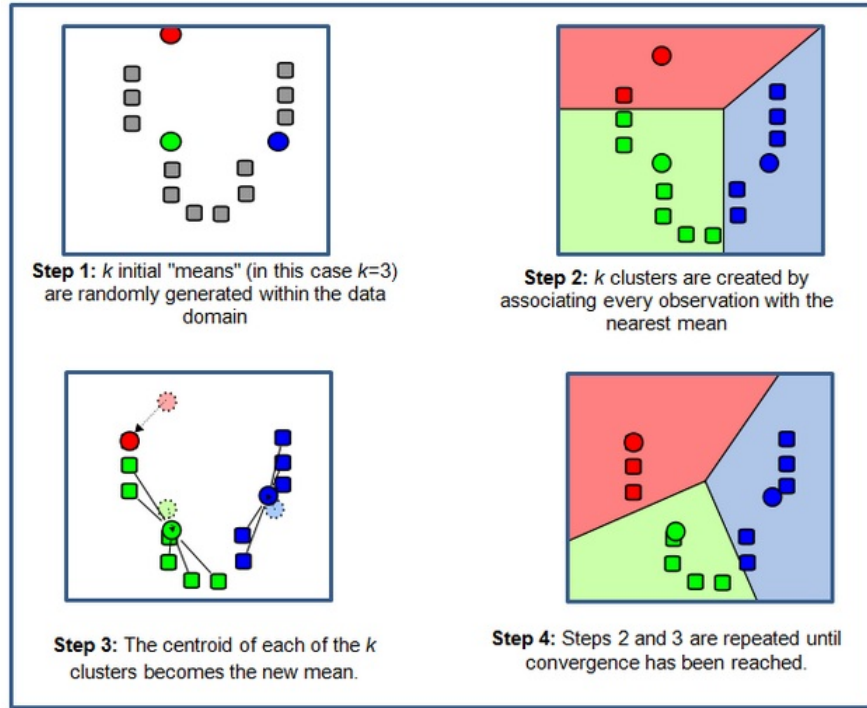 Step 1: k initial "means" (in this case k=3)
are randomly generated within the data
domain
Step 2: k clusters are created by
associating every observation with the
nearest mean
Step 3: The centroid of each of the k
clusters becomes the new mean.
Step 4: Steps 2 and 3 are repeated until
convergence has been reached.